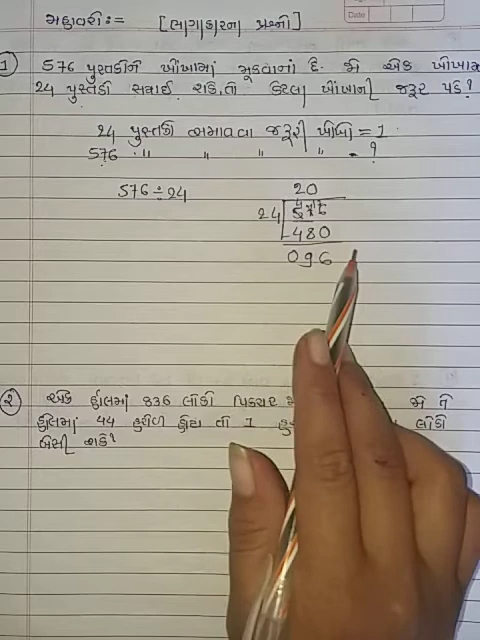 મહાવરો :- [ભાગાકારના પ્રશ્નો]
Date:
1 576 પુસ્તકોને ખોખામાં મૂકવાનાં છે. જો એક ખોખામાં
24 પુસ્તકો સમાઈ શકે, તો કેટલા ખોખાની જરૂર પડે?
24 પુસ્તકો સમાવવા જરૂરી ખોખા = 1
576 " " " " = ?
576 ÷ 24
20
24 576
- 480
096
2 એક હોલમાં 836 લોકો પિક્ચર જો તે
હોલમાં 44 હરોળ હોય તો 1 લોકો
બેસી શકે?